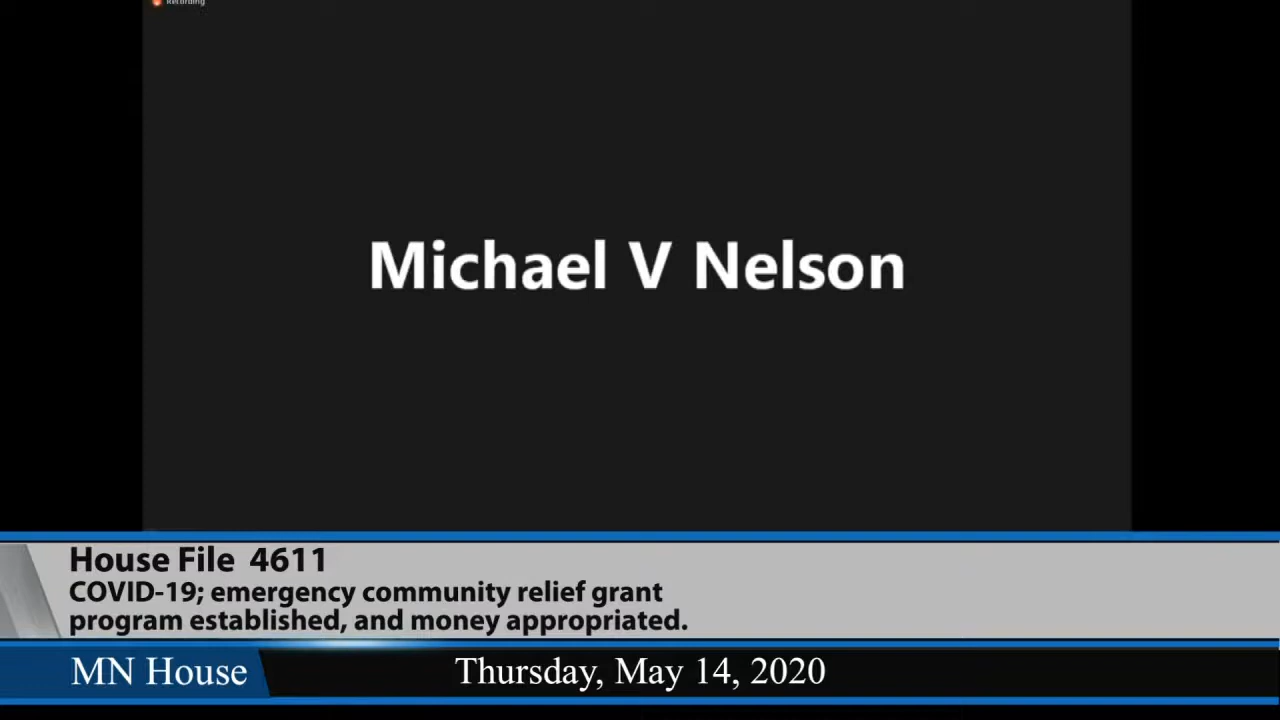 Recording
Michael V Nelson
House File 4611
COVID-19; emergency community relief grant
program established, and money appropriated.
MN House
Thursday, May 14, 2020